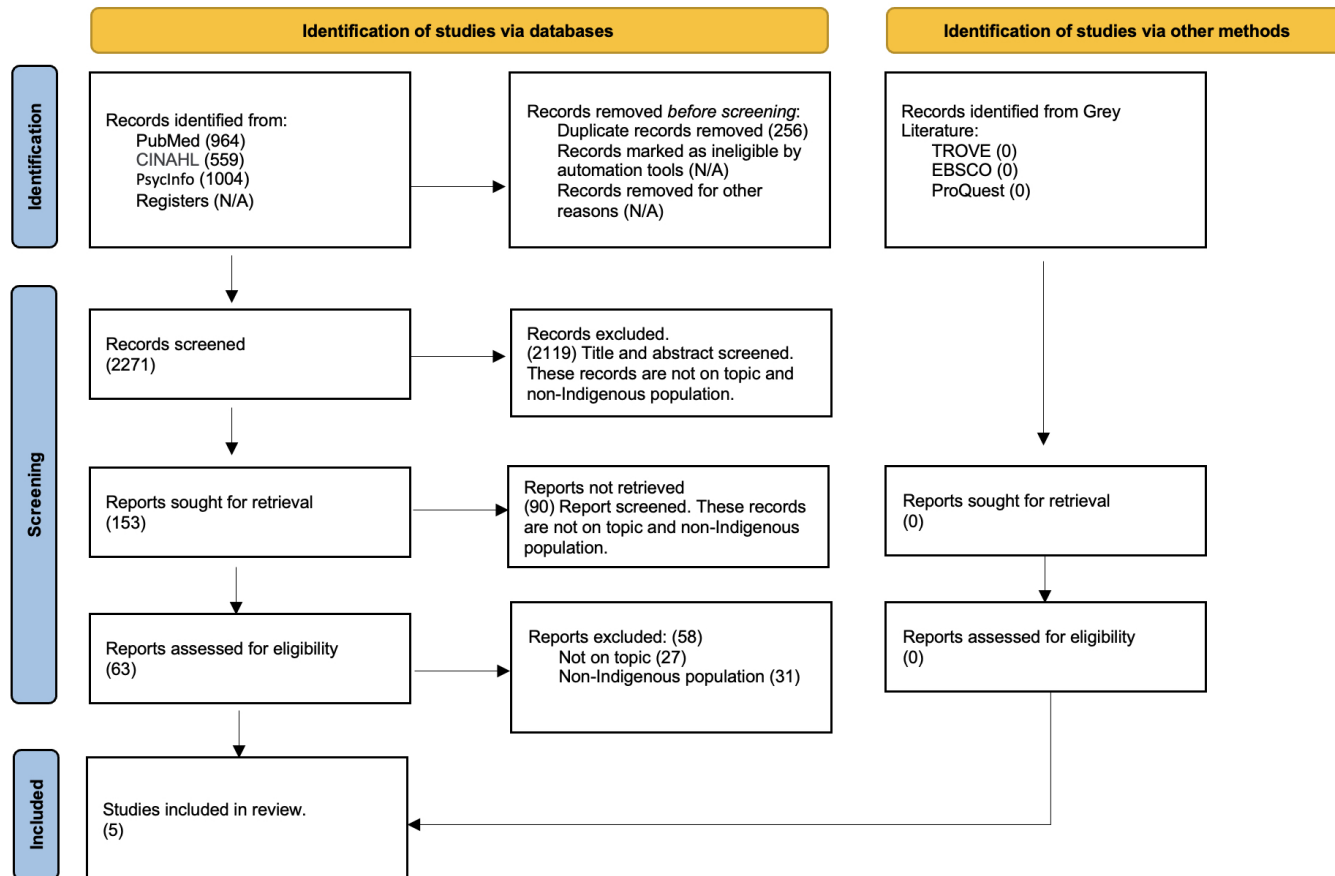 Identification of studies via databases
Identification of studies via other methods
Identification
Records identified from:
PubMed (964)
CINAHL (559)
PsycInfo (1004)
Registers (N/A)
Records removed before screening:
Duplicate records removed (256)
Records marked as ineligible by
automation tools (N/A)
Records removed for other
reasons (N/A)
Records identified from Grey
Literature:
TROVE (0)
EBSCO (0)
ProQuest (0)
Screening
Records screened
(2271)
Records excluded.
(2119) Title and abstract screened.
These records are not on topic and
non-Indigenous population.
Reports sought for retrieval
(153)
Reports not retrieved
(90) Report screened. These records
are not on topic and non-Indigenous
population.
Reports sought for retrieval
(0)
Reports assessed for eligibility
(63)
Reports excluded: (58)
Not on topic (27)
Non-Indigenous population (31)
Reports assessed for eligibility
(0)
Included
Studies included in review.
(5)